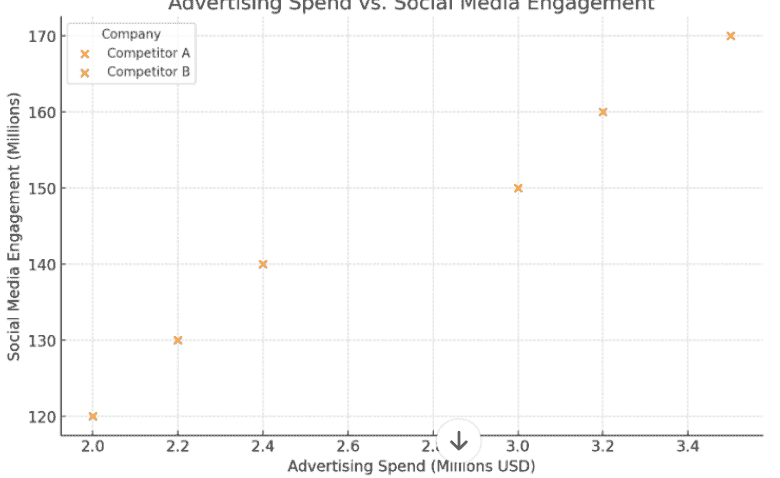 Advertising Spend vs. Social Media Engagement
Company
Competitor A
Competitor B
Social Media Engagement (Millions)
170
160
150
140
130
120
2.0 2.2 2.4 2.6 3.0 3.2 3.4
Advertising Spend (Millions USD)